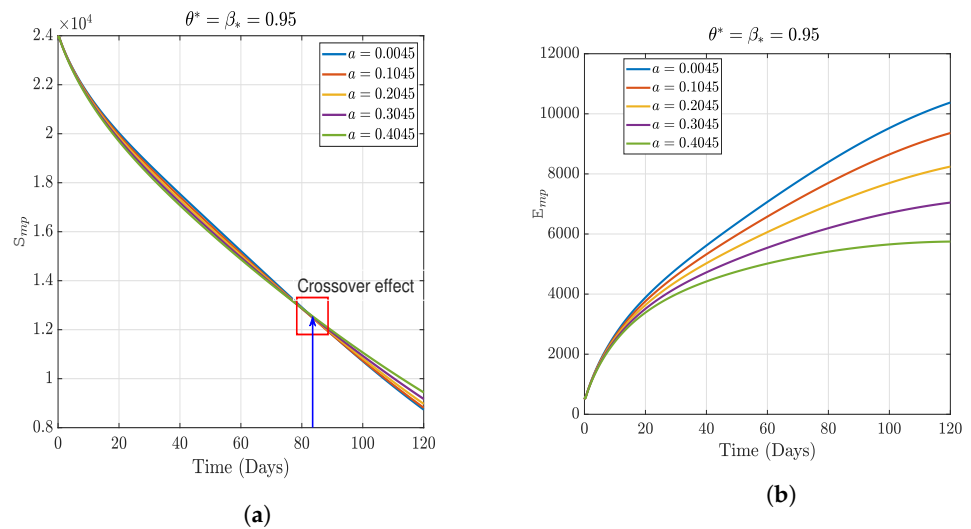 θ* = β* = 0.95
×10⁴
2.4
2.2
2
1.8
1.6
1.4
1.2
1
0.8
S_mp
a = 0.0045
a = 0.1045
a = 0.2045
a = 0.3045
a = 0.4045
Crossover effect
0 20 40 60 80 100 120
Time (Days)
(a)
θ* = β* = 0.95
12000
10000
8000
6000
4000
2000
0
E_mp
a = 0.0045
a = 0.1045
a = 0.2045
a = 0.3045
a = 0.4045
0 20 40 60 80 100 120
Time (Days)
(b)